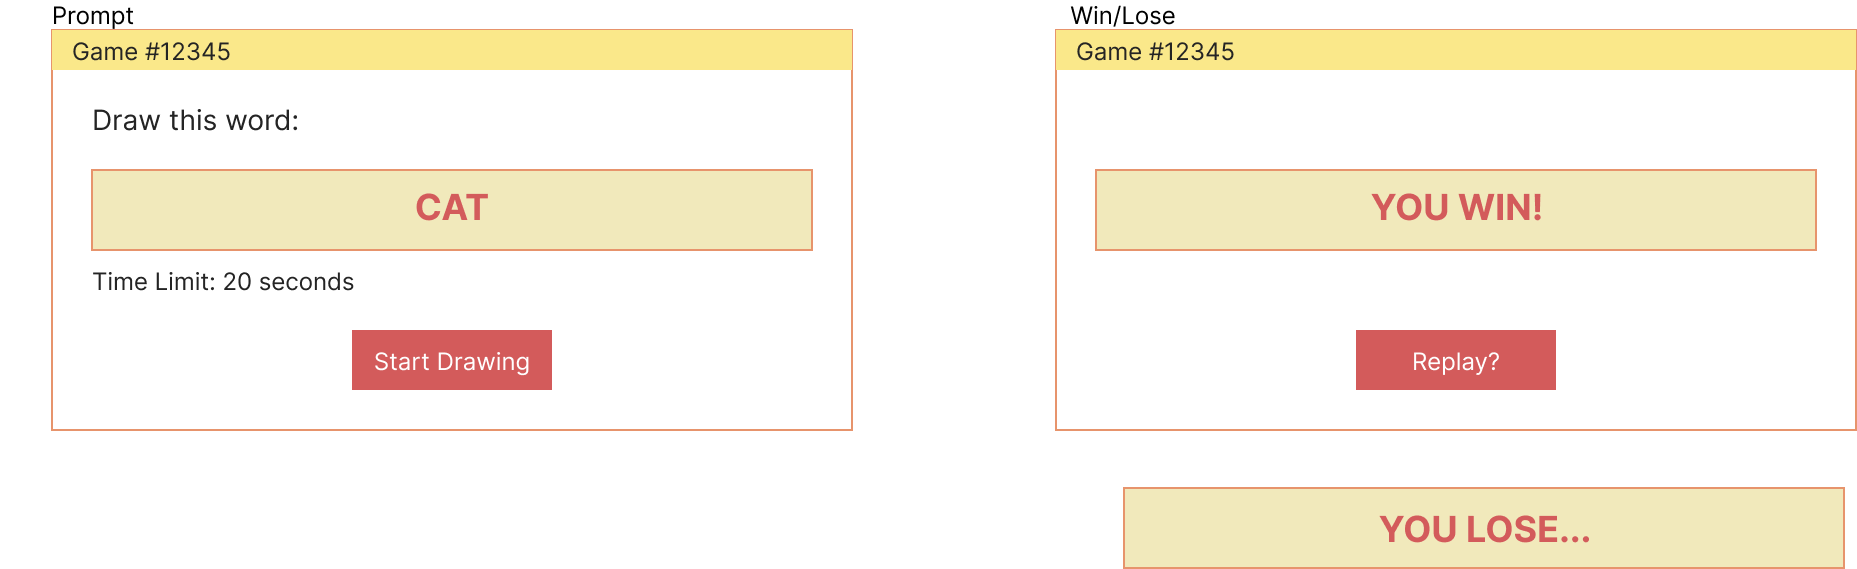 Prompt
Game #12345
Draw this word:
CAT
Time Limit: 20 seconds
Start Drawing
Win/Lose
Game #12345
YOU WIN!
Replay?
YOU LOSE...